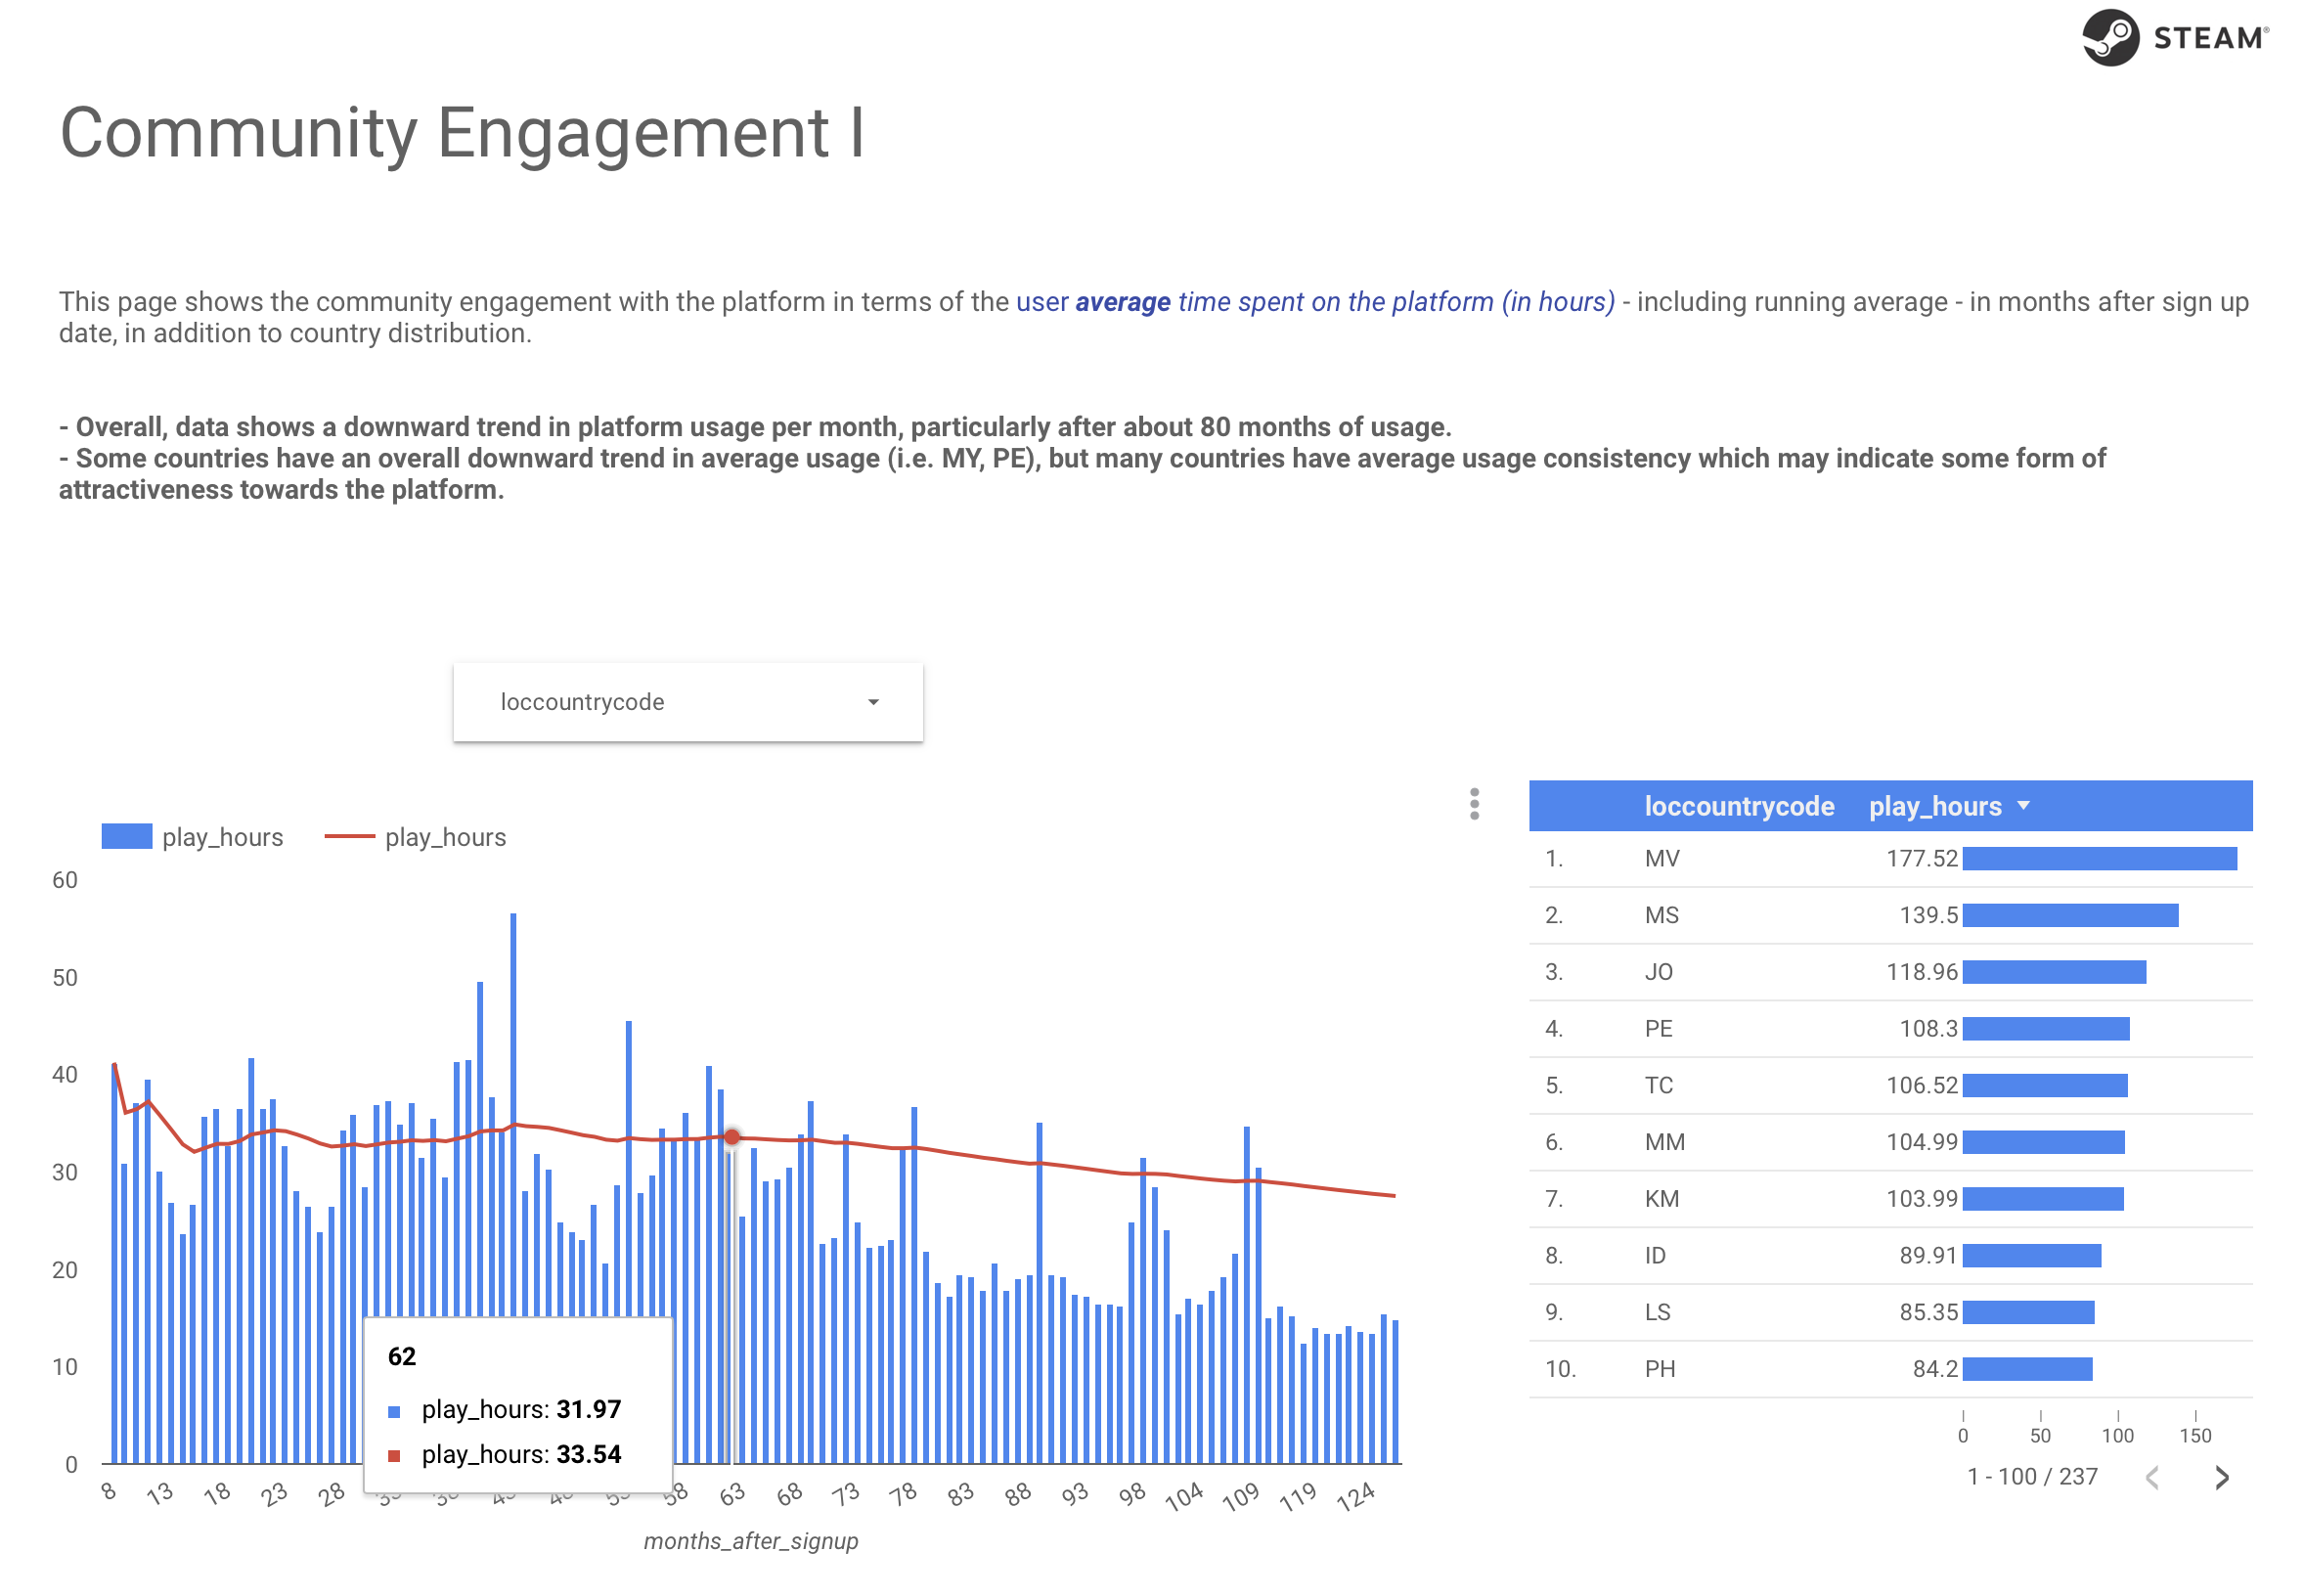 STEAM®
Community Engagement I
This page shows the community engagement with the platform in terms of the user average time spent on the platform (in hours) - including running average - in months after sign up
date, in addition to country distribution.
- Overall, data shows a downward trend in platform usage per month, particularly after about 80 months of usage.
- Some countries have an overall downward trend in average usage (i.e. MY, PE), but many countries have average usage consistency which may indicate some form of
attractiveness towards the platform.
loccountrycode
play_hours play_hours
60
50
40
30
20
10
0
62
play_hours: 31.97
play_hours: 33.54
8 13 18 23 28 63 68 73 78 83 88 93 98 104 109 119 124
months_after_signup
loccountrycode play_hours
1. MV 177.52
2. MS 139.5
3. JO 118.96
4. PE 108.3
5. TC 106.52
6. MM 104.99
7. KM 103.99
8. ID 89.91
9. LS 85.35
10. PH 84.2
0 50 100 150
1 - 100 / 237